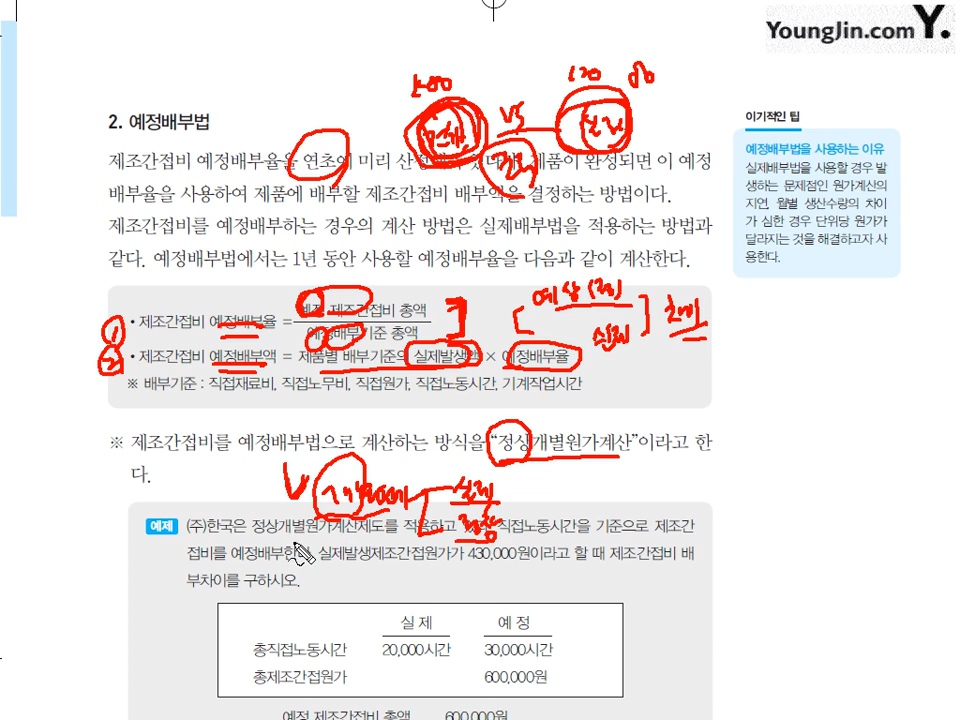 YoungJin.com Y.
2. 예정배부법
제조간접비 예정배부율을 연초에 미리 산정해 제품이 완성되면 이 예정
배부율을 사용하여 제품에 배부할 제조간접비 배부액을 결정하는 방법이다.
제조간접비를 예정배부하는 경우의 계산 방법은 실제배부법을 적용하는 방법과
같다. 예정배부법에서는 1년 동안 사용할 예정배부율을 다음과 같이 계산한다.
이기적인 팁
예정배부법을 사용하는 이유
실제배부법을 사용할 경우 발
생하는 문제점인 원가계산의
지연, 월별 생산수량의 차이
가 심한 경우 단위당 원가가
달라지는 것을 해결하고자 사
용한다.
예정 제조간접비 총액
• 제조간접비 예정배부율 =
예정배부기준 총액
• 제조간접비 예정배부액 = 제품별 배부기준의 실제발생액 × 예정배부율
※ 배부기준 : 직접재료비, 직접노무비, 직접원가, 직접노동시간, 기계작업시간
예상
실제
① 
②
VS
120
※ 제조간접비를 예정배부법으로 계산하는 방식을 “정상개별원가계산”이라고 한
다.
실제
정상
예제 (주)한국은 정상개별원가계산제도를 적용하고 직접노동시간을 기준으로 제조간
접비를 예정배부한다. 실제발생제조간접원가가 430,000원이라고 할 때 제조간접비 배
부차이를 구하시오.
실 제 예 정
총직접노동시간 20,000시간 30,000시간
총제조간접원가 600,000원
예정 제조간접비 총액 600,000원